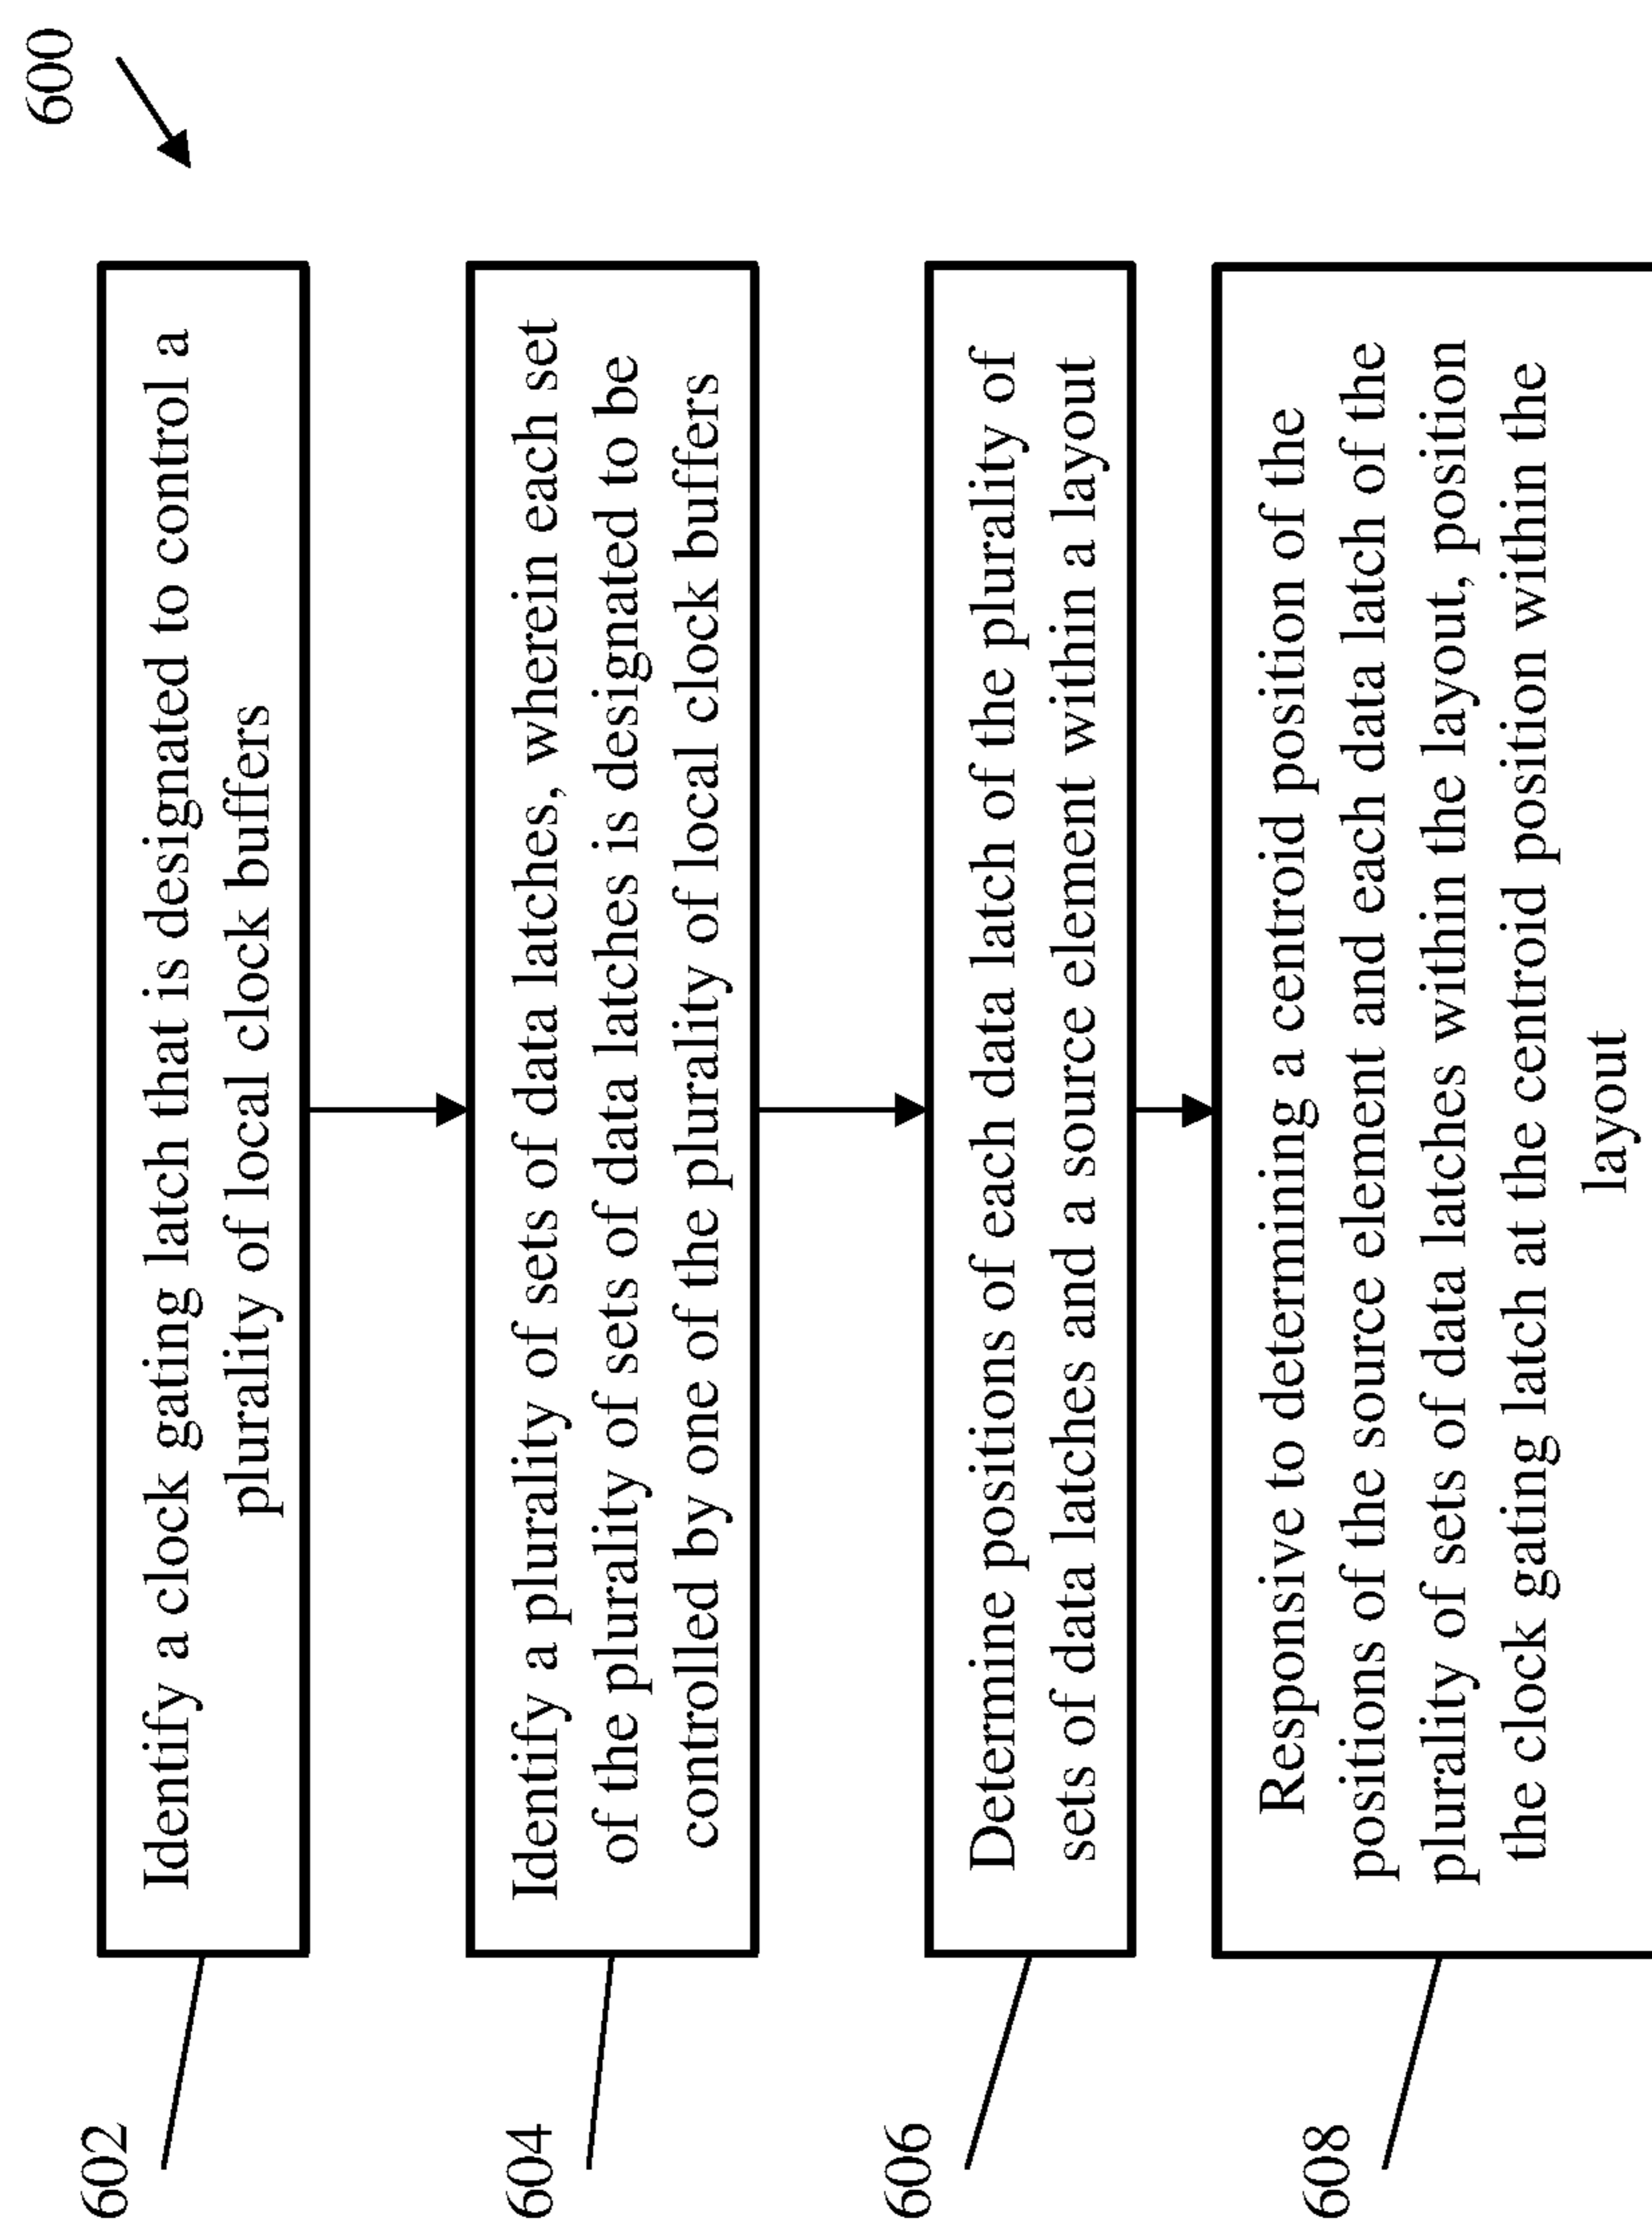 600
602
Identify a clock gating latch that is designated to control a
plurality of local clock buffers
604
Identify a plurality of sets of data latches, wherein each set
of the plurality of sets of data latches is designated to be
controlled by one of the plurality of local clock buffers
606
Determine positions of each data latch of the plurality of
sets of data latches and a source element within a layout
608
Responsive to determining a centroid position of the
positions of the source element and each data latch of the
plurality of sets of data latches within the layout, position
the clock gating latch at the centroid position within the
layout